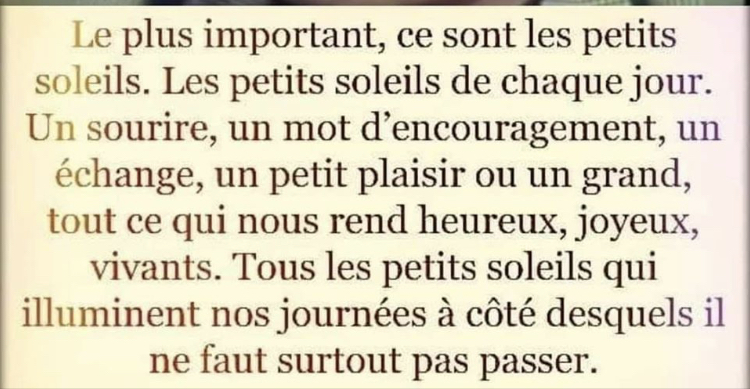 Le plus important, ce sont les petits
soleils. Les petits soleils de chaque jour.
Un sourire, un mot d'encouragement, un
échange, un petit plaisir ou un grand,
tout ce qui nous rend heureux, joyeux,
vivants. Tous les petits soleils qui
illuminent nos journées à côté desquels il
ne faut surtout pas passer.